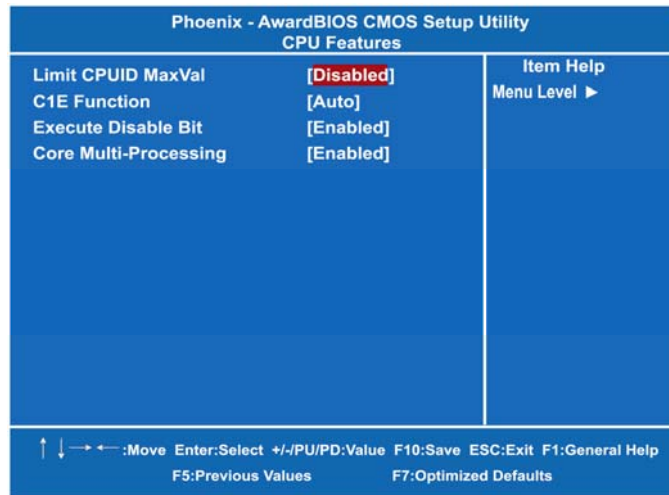 Phoenix - AwardBIOS CMOS Setup Utility
CPU Features
Limit CPUID MaxVal [Disabled]
C1E Function [Auto]
Execute Disable Bit [Enabled]
Core Multi-Processing [Enabled]
Item Help
Menu Level ►
↑ ↓ → ← :Move Enter:Select +/-/PU/PD:Value F10:Save ESC:Exit F1:General Help
F5:Previous Values F7:Optimized Defaults